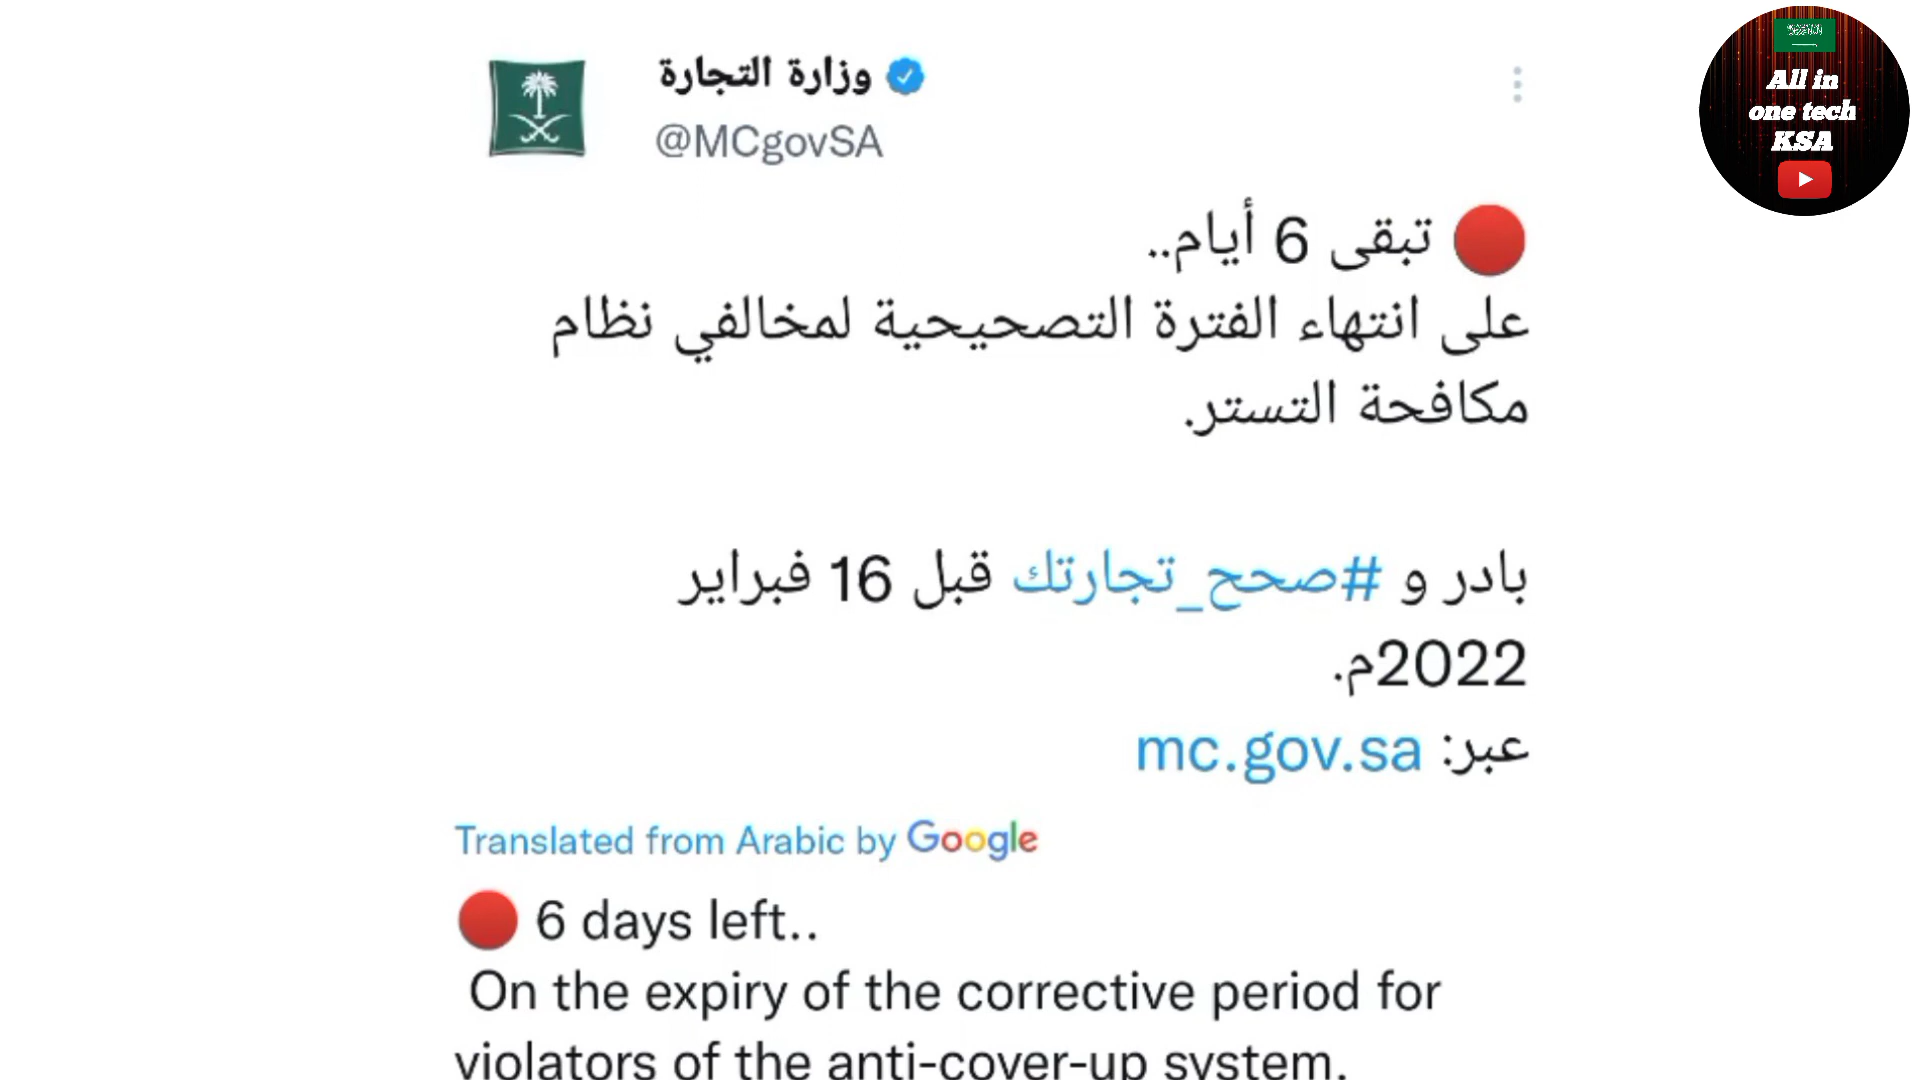 وزارة التجارة
@MCgovSA
All in
one tech
KSA
تبقى 6 أيام..
على انتهاء الفترة التصحيحية لمخالفي نظام
مكافحة التستر.
بادر و #صحح_تجارتك قبل 16 فبراير
2022م.
عبر: mc.gov.sa
Translated from Arabic by Google
6 days left..
On the expiry of the corrective period for
violators of the anti-cover-up system.